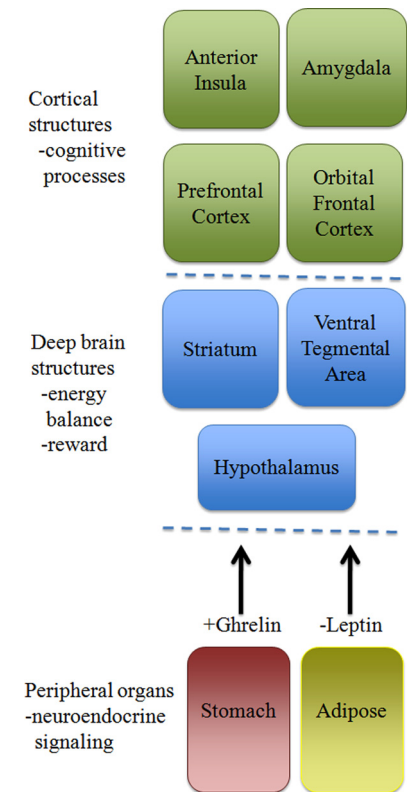 Anterior
Insula
Amygdala
Cortical
structures
-cognitive
processes
Prefrontal
Cortex
Orbital
Frontal
Cortex
Deep brain
structures
-energy
balance
-reward
Striatum
Ventral
Tegmental
Area
Hypothalamus
+Ghrelin
-Leptin
Peripheral organs
-neuroendocrine
signaling
Stomach
Adipose